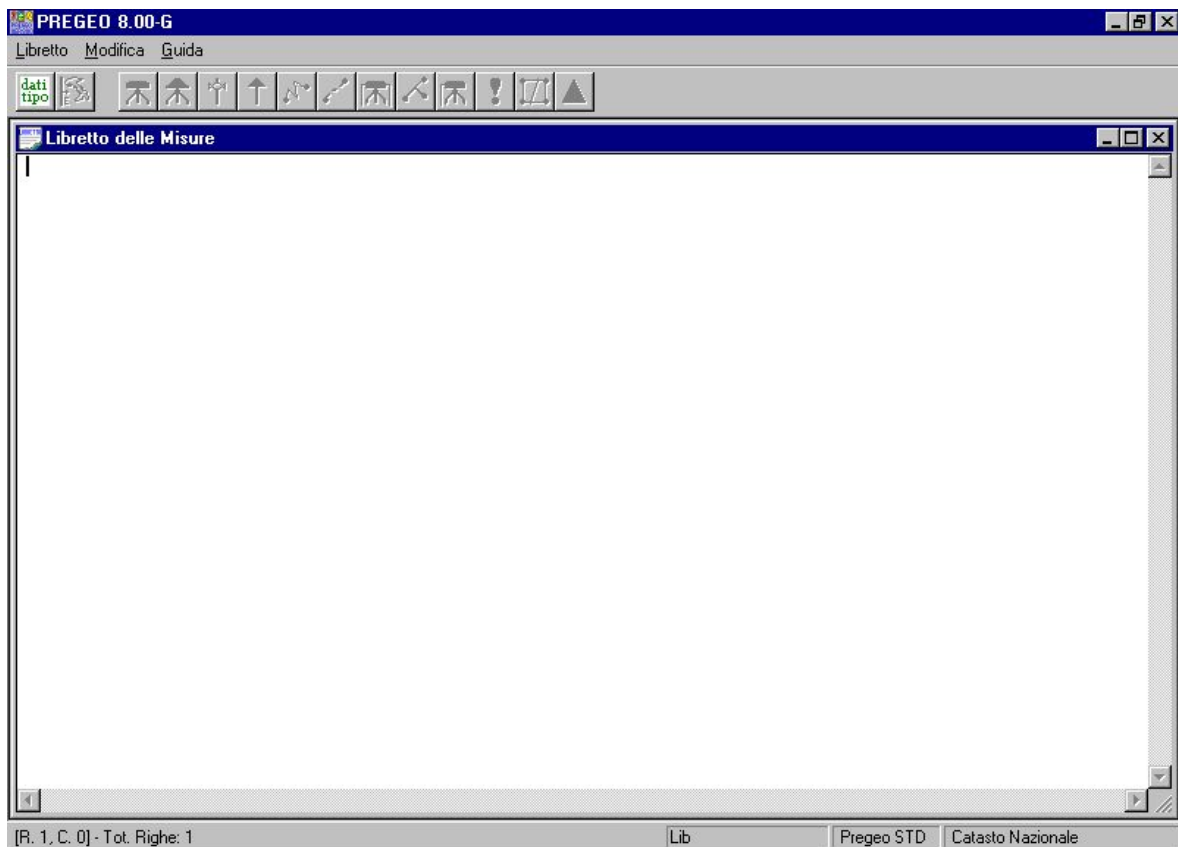 PREGEO 8.00-G
Libretto Modifica Guida
dati
tipo
Libretto delle Misure
[R. 1, C. 0] - Tot. Righe: 1 Lib Pregeo STD Catasto Nazionale